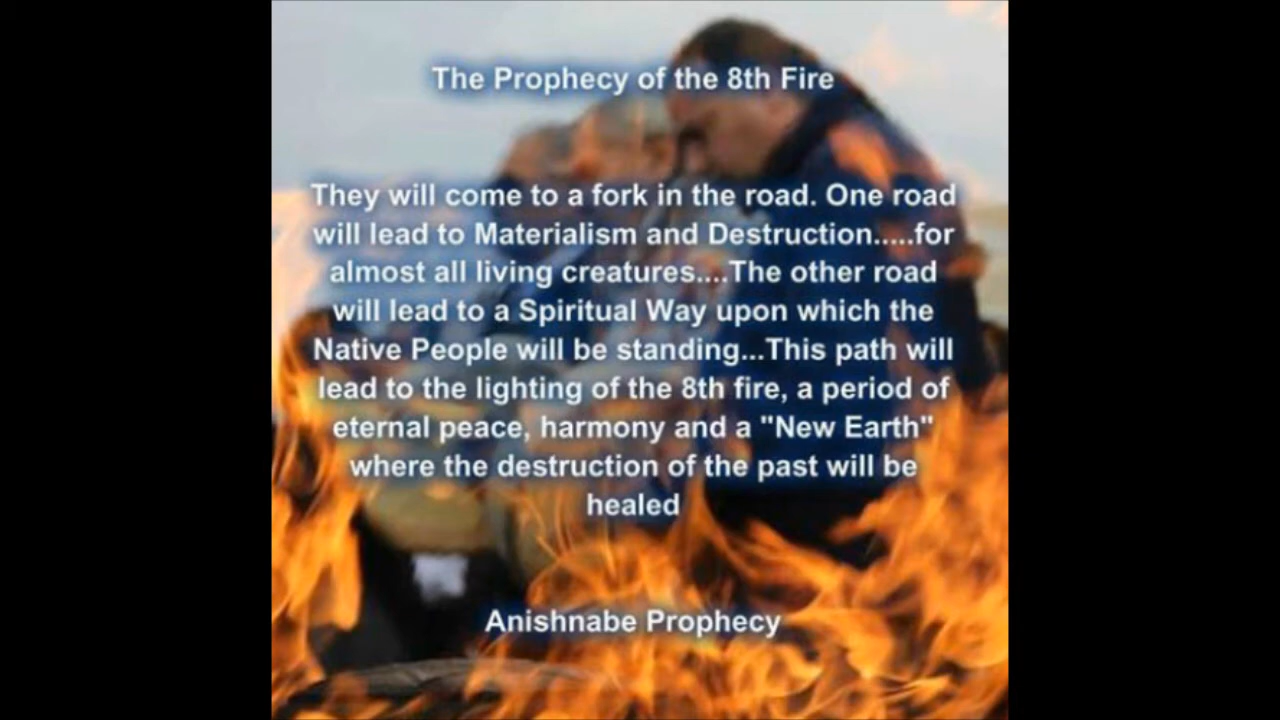 The Prophecy of the 8th Fire
They will come to a fork in the road. One road
will lead to Materialism and Destruction.....for
almost all living creatures....The other road
will lead to a Spiritual Way upon which the
Native People will be standing...This path will
lead to the lighting of the 8th fire, a period of
eternal peace, harmony and a "New Earth"
where the destruction of the past will be
healed
Anishnabe Prophecy